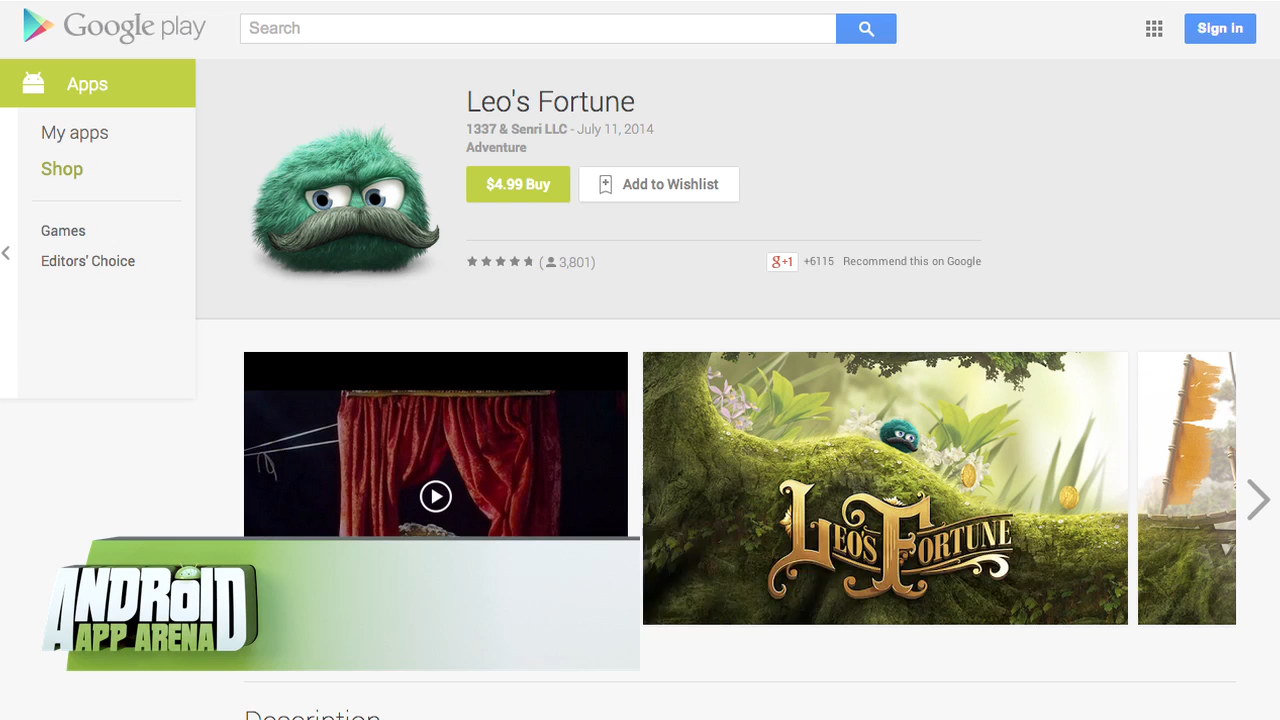 Google play
Search
Sign in
Apps
My apps
Shop
Games
Editors' Choice
Leo's Fortune
1337 & Senri LLC - July 11, 2014
Adventure
$4.99 Buy
Add to Wishlist
(3,801)
g+1 +6115 Recommend this on Google
LEO'S FORTUNE
ANDROID
APP ARENA
Description